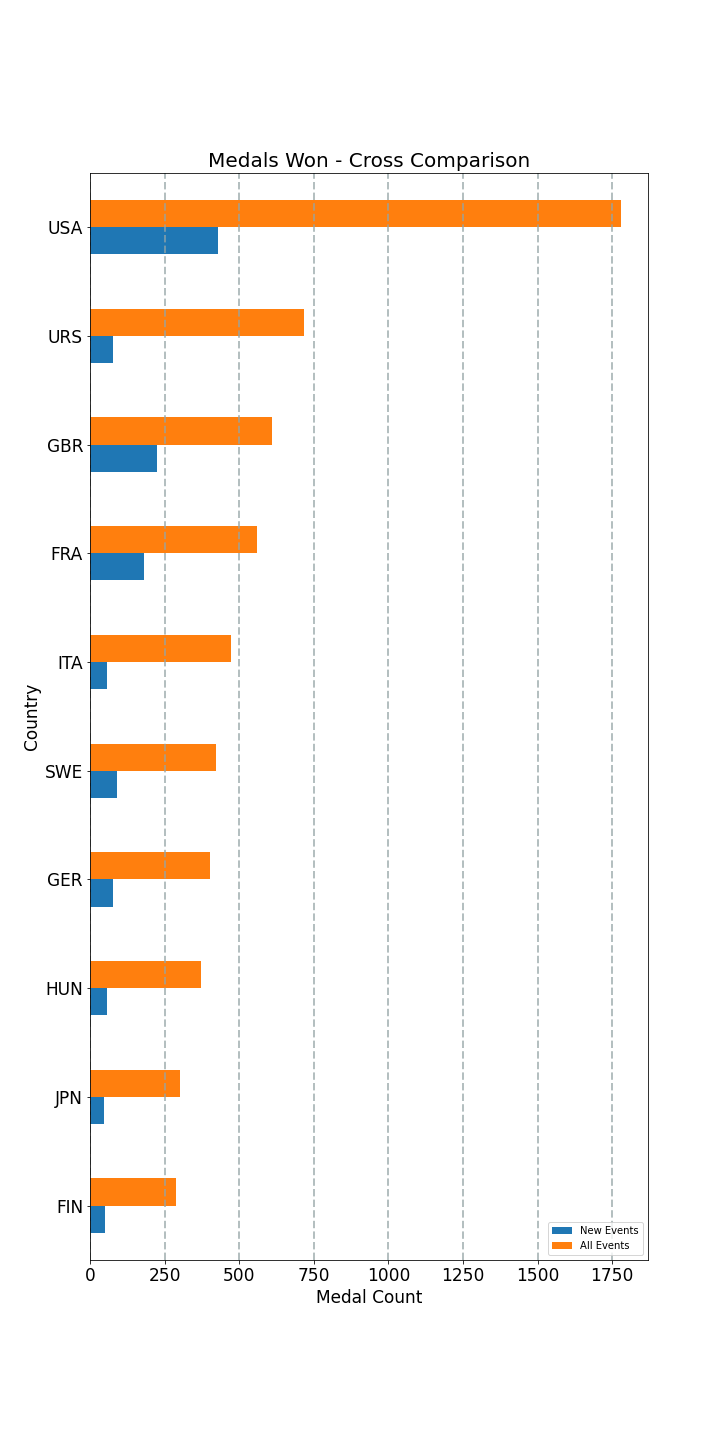 Medals Won - Cross Comparison
USA
URS
GBR
FRA
ITA
SWE
GER
HUN
JPN
FIN
Country
New Events
All Events
0 250 500 750 1000 1250 1500 1750
Medal Count